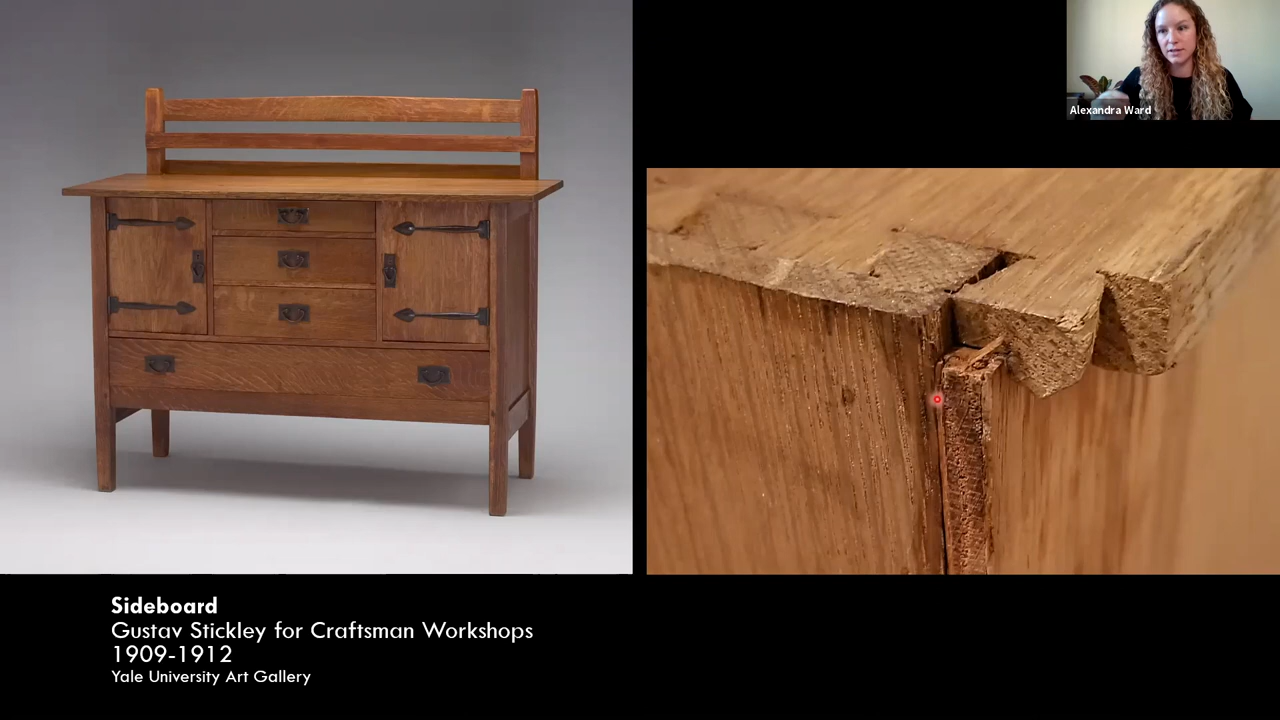 Alexandra Ward
Sideboard
Gustav Stickley for Craftsman Workshops
1909-1912
Yale University Art Gallery